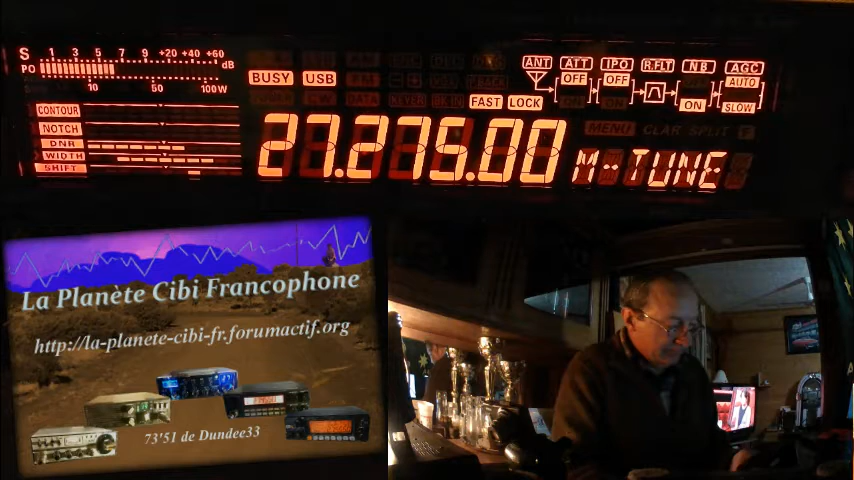 S 1 3 5 7 9 +20 +40 +60 dB
PO 10 50 100W
BUSY USB
FAST LOCK
ANT ATT IPO R.FLT NB AGC
OFF OFF AUTO
ON SLOW
CONTOUR
NOTCH
DNR
WIDTH
SHIFT
MENU CLAR SPLIT F
27.275.00 M-TUNE
La Planète Cibi Francophone
http://la-planete-cibi-fr.forumactif.org
73'51 de Dundee33